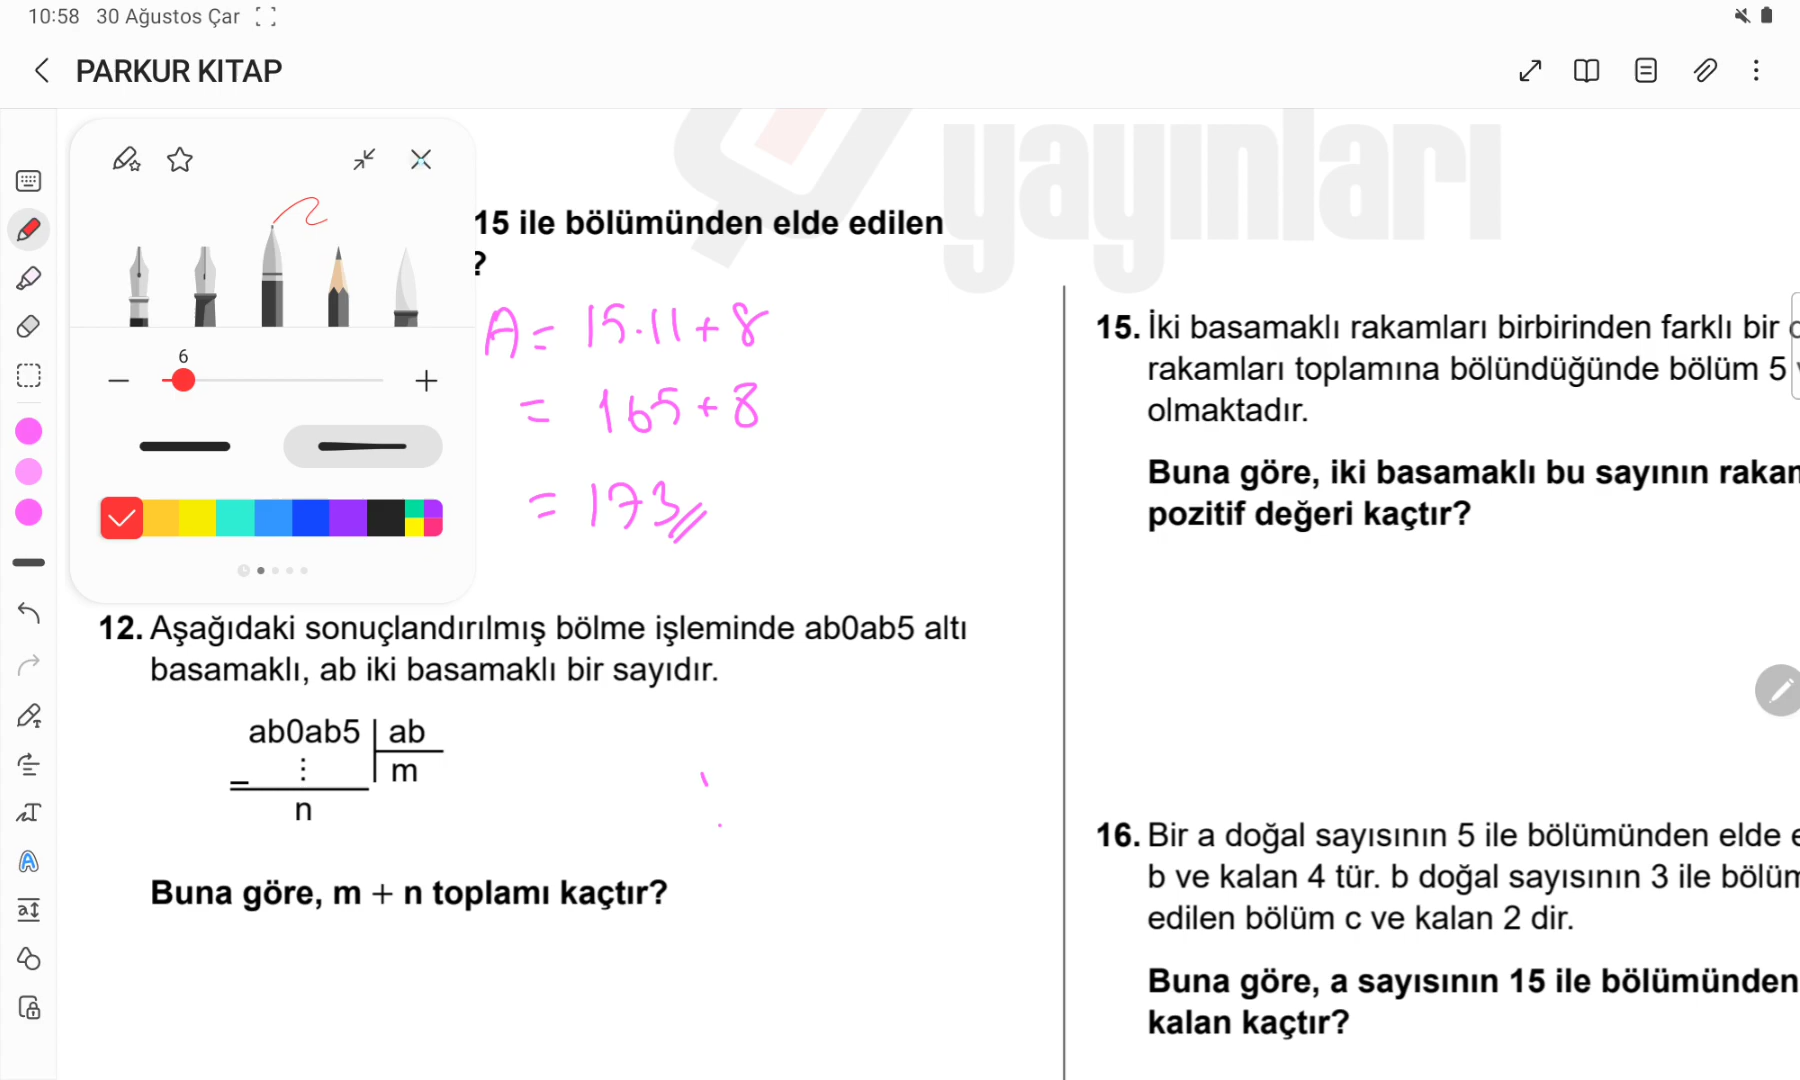 10:58 30 Ağustos Çar
PARKUR KİTAP
yayınları
15 ile bölümünden elde edilen
?
A = 15.11 + 8
= 165 + 8
= 173
6
12. Aşağıdaki sonuçlandırılmış bölme işleminde ab0ab5 altı
basamaklı, ab iki basamaklı bir sayıdır.
ab0ab5 | ab
⋮ m
–
n
Buna göre, m + n toplamı kaçtır?
15. İki basamaklı rakamları birbirinden farklı bir
rakamları toplamına bölündüğünde bölüm 5
olmaktadır.
Buna göre, iki basamaklı bu sayının rakam
pozitif değeri kaçtır?
16. Bir a doğal sayısının 5 ile bölümünden elde e
b ve kalan 4 tür. b doğal sayısının 3 ile bölüm
edilen bölüm c ve kalan 2 dir.
Buna göre, a sayısının 15 ile bölümünden
kalan kaçtır?